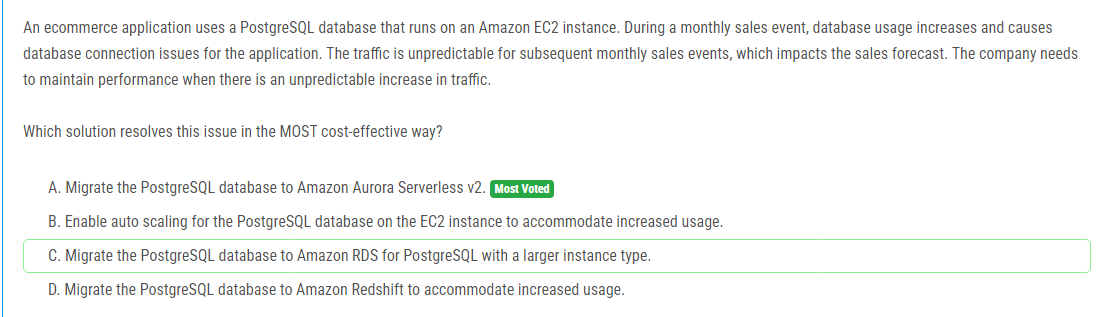 An ecommerce application uses a PostgreSQL database that runs on an Amazon EC2 instance. During a monthly sales event, database usage increases and causes
database connection issues for the application. The traffic is unpredictable for subsequent monthly sales events, which impacts the sales forecast. The company needs
to maintain performance when there is an unpredictable increase in traffic.
Which solution resolves this issue in the MOST cost-effective way?
A. Migrate the PostgreSQL database to Amazon Aurora Serverless v2. Most Voted
B. Enable auto scaling for the PostgreSQL database on the EC2 instance to accommodate increased usage.
C. Migrate the PostgreSQL database to Amazon RDS for PostgreSQL with a larger instance type.
D. Migrate the PostgreSQL database to Amazon Redshift to accommodate increased usage.